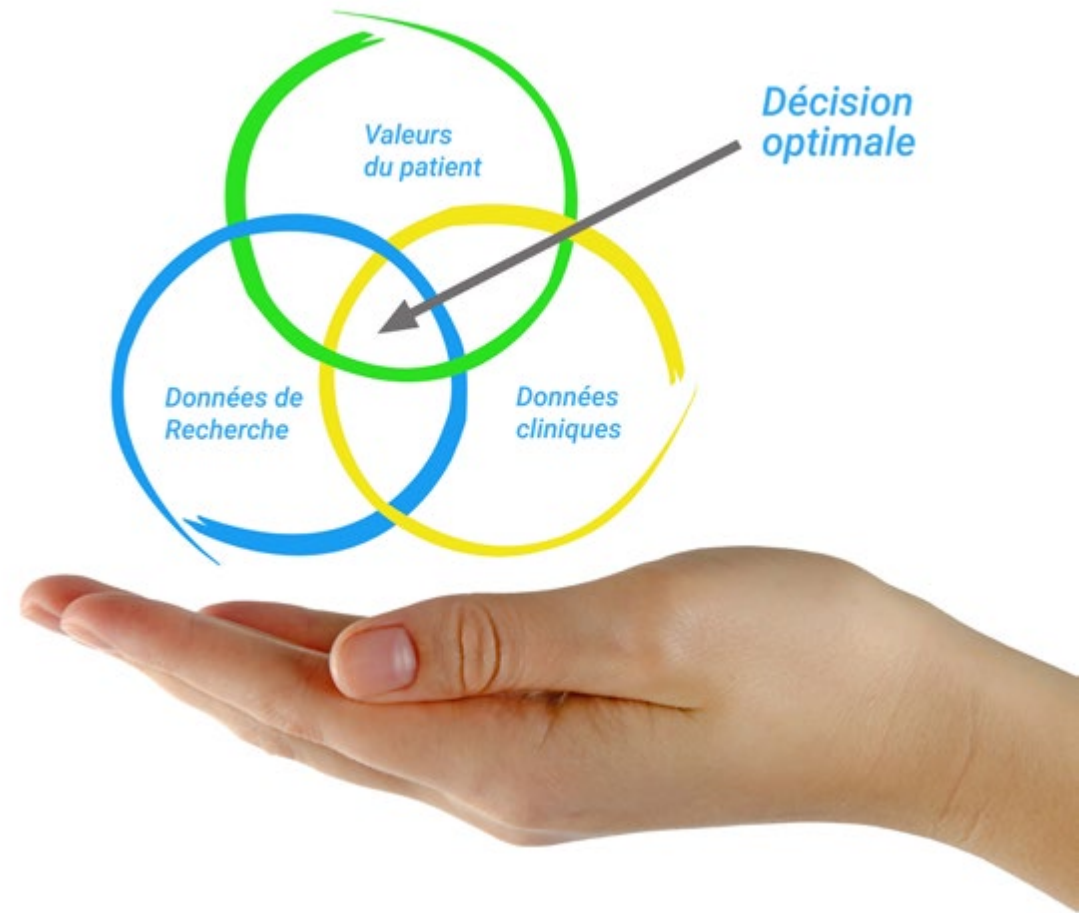 Valeurs
du patient
Décision
optimale
Données de
Recherche
Données
cliniques